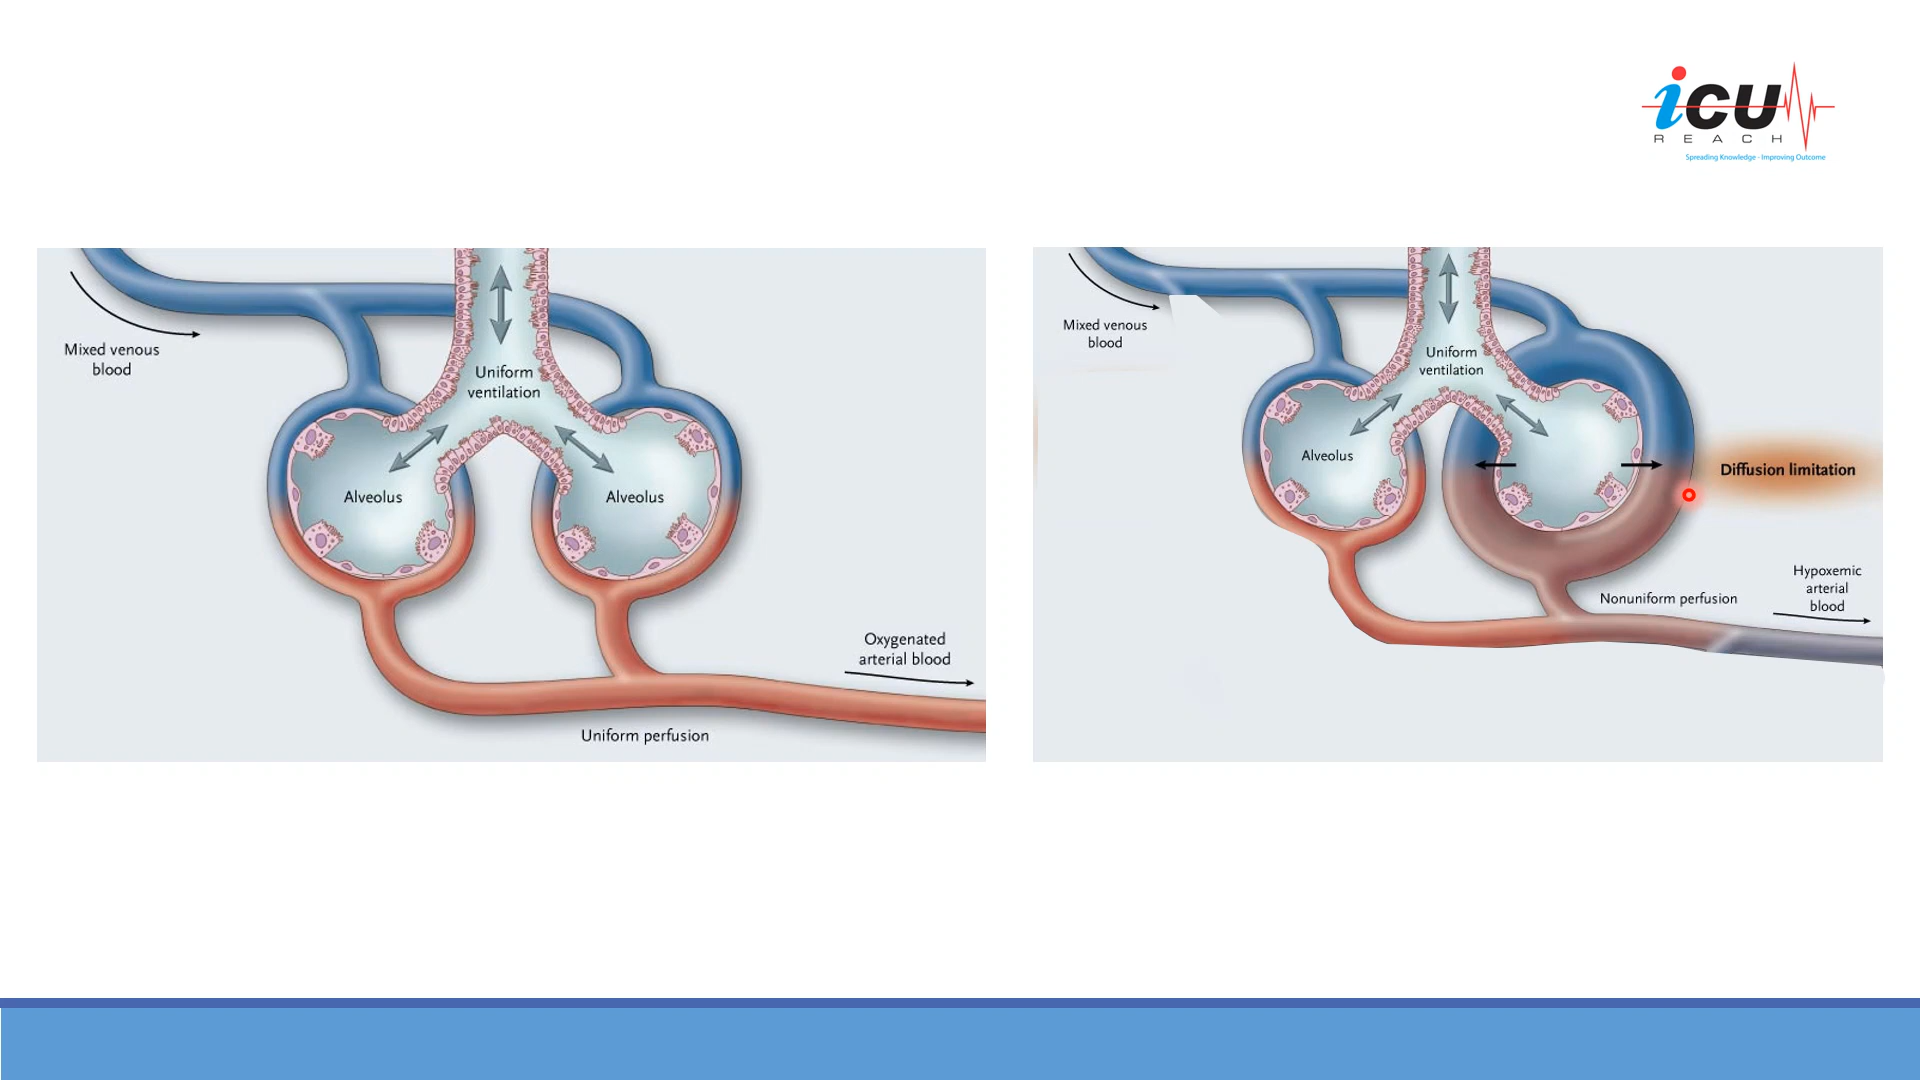 icu
REACH
Spreading Knowledge - Improving Outcome
Mixed venous
blood
Uniform
ventilation
Alveolus
Alveolus
Oxygenated
arterial blood
Uniform perfusion
Mixed venous
blood
Uniform
ventilation
Alveolus
Diffusion limitation
Hypoxemic
arterial
blood
Nonuniform perfusion